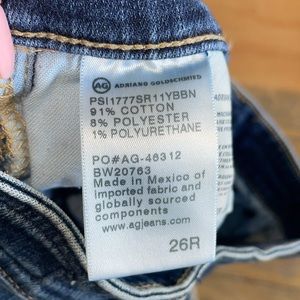 AG ADRIANO GOLDSCHMIED
PSI1777SR11YBBN
91% COTTON
8% POLYESTER
1% POLYURETHANE
PO#AG-46312
BW20763
Made in Mexico of
imported fabric and
globally sourced
components
www.agjeans.com
26R